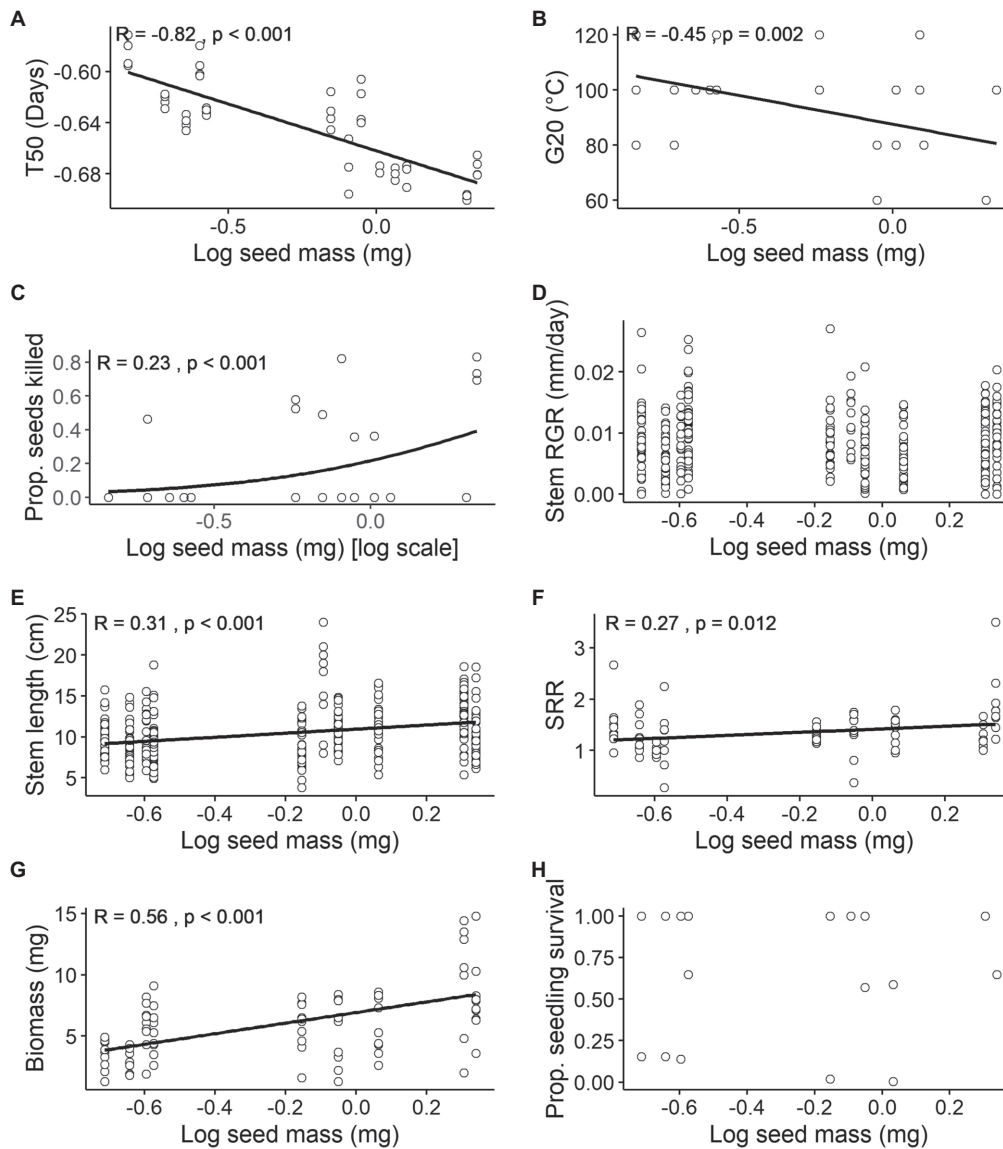 A
R = -0.82 , p < 0.001
T50 (Days)
-0.60
-0.64
-0.68
-0.5
0.0
Log seed mass (mg)
B
R = -0.45 , p = 0.002
G20 (°C)
120
100
80
60
-0.5
0.0
Log seed mass (mg)
C
R = 0.23 , p < 0.001
Prop. seeds killed
0.8
0.6
0.4
0.2
0.0
-0.5
0.0
Log seed mass (mg) [log scale]
D
Stem RGR (mm/day)
0.02
0.01
0.00
-0.6
-0.4
-0.2
0.0
0.2
Log seed mass (mg)
E
R = 0.31 , p < 0.001
Stem length (cm)
25
20
15
10
5
-0.6
-0.4
-0.2
0.0
0.2
Log seed mass (mg)
F
R = 0.27 , p = 0.012
SRR
3
2
1
-0.6
-0.4
-0.2
0.0
0.2
Log seed mass (mg)
G
R = 0.56 , p < 0.001
Biomass (mg)
15
10
5
-0.6
-0.4
-0.2
0.0
0.2
Log seed mass (mg)
H
Prop. seedling survival
1.00
0.75
0.50
0.25
0.00
-0.6
-0.4
-0.2
0.0
0.2
Log seed mass (mg)